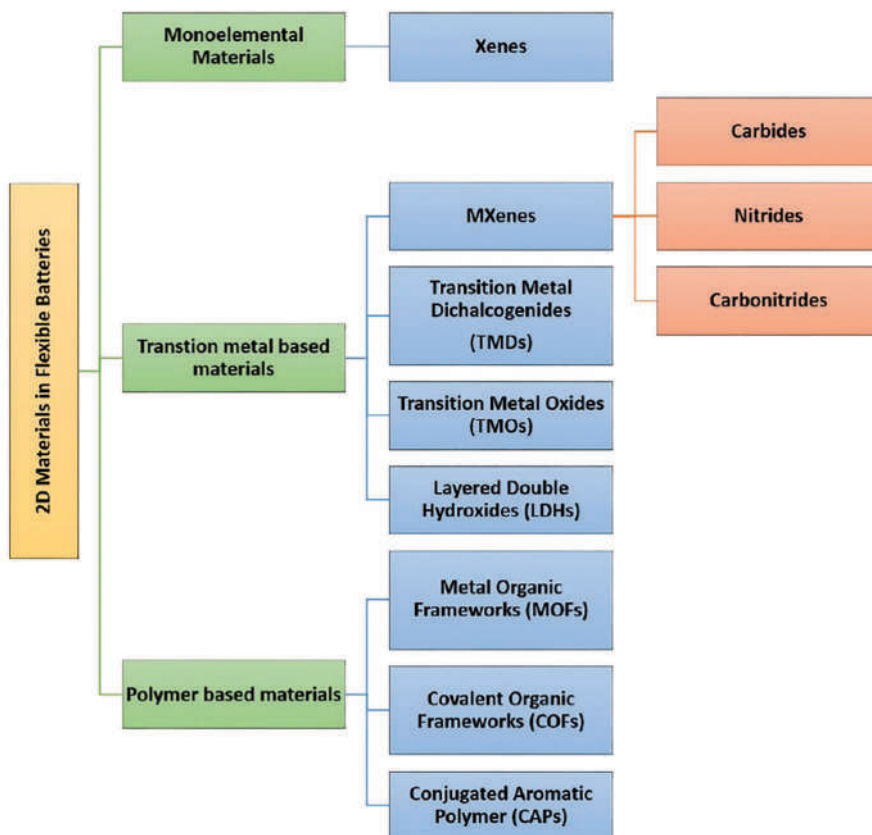 2D Materials in Flexible Batteries
Monoelemental
Materials
Xenes
Transtion metal based
materials
MXenes
Carbides
Nitrides
Carbonitrides
Transition Metal
Dichalcogenides
(TMDs)
Transition Metal Oxides
(TMOs)
Layered Double
Hydroxides (LDHs)
Polymer based materials
Metal Organic
Frameworks (MOFs)
Covalent Organic
Frameworks (COFs)
Conjugated Aromatic
Polymer (CAPs)